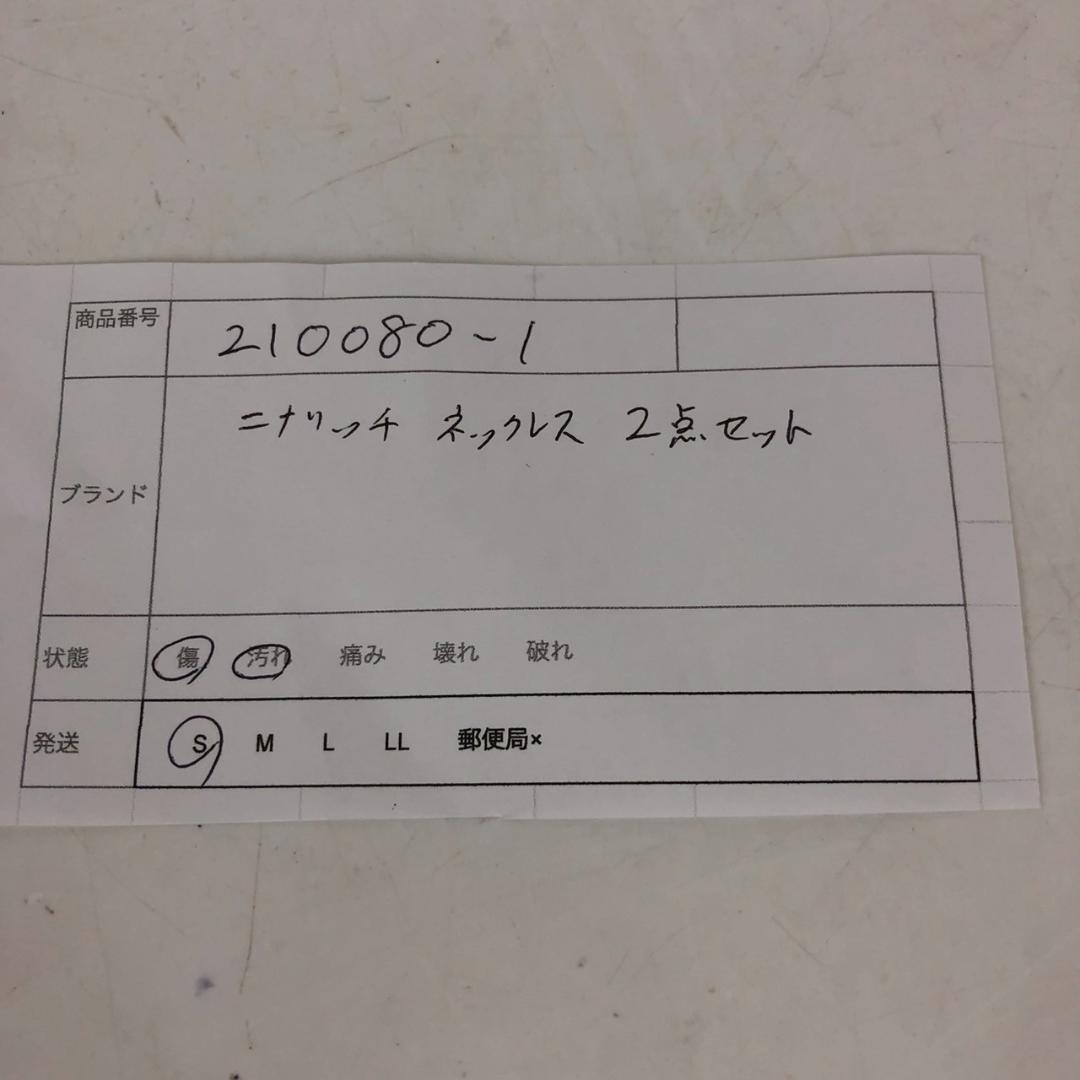 商品番号 210080-1
ニナリッチ ネックレス 2点セット
ブランド
状態 傷 汚れ 痛み 壊れ 破れ
発送 S M L LL 郵便局×